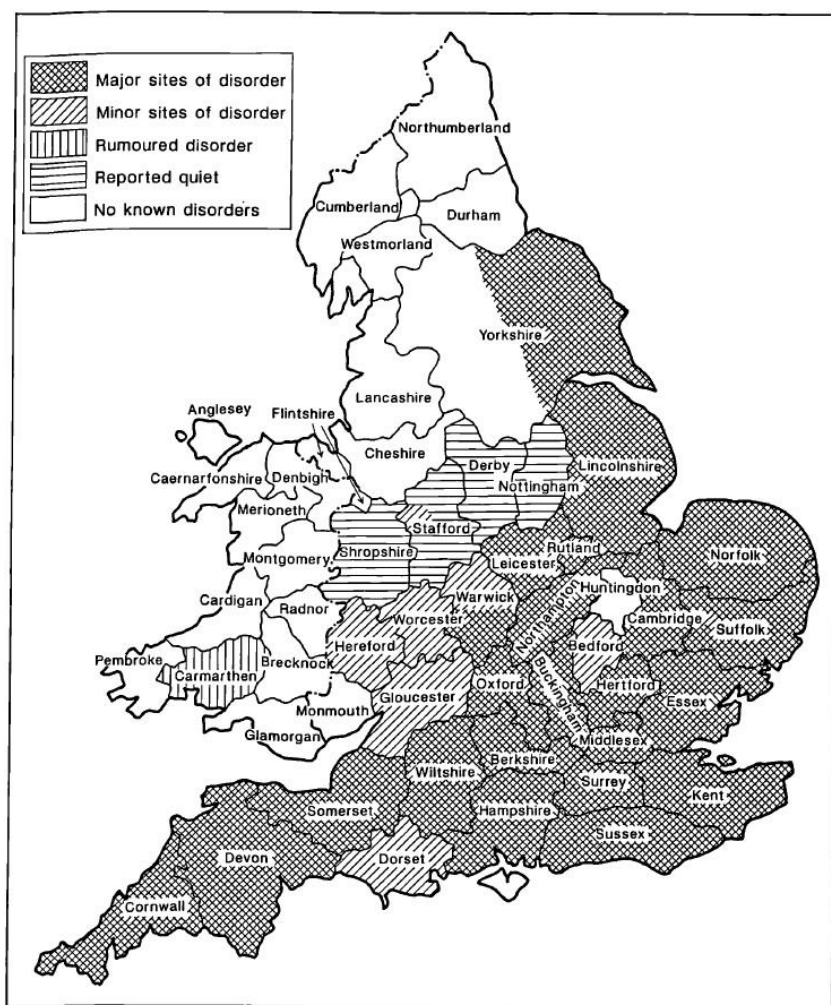 Major sites of disorder
Minor sites of disorder
Rumoured disorder
Reported quiet
No known disorders
Northumberland
Cumberland
Durham
Westmorland
Yorkshire
Lancashire
Anglesey
Flintshire
Cheshire
Derby
Lincolnshire
Caernarfonshire
Denbigh
Nottingham
Merioneth
Stafford
Shropshire
Rutland
Norfolk
Leicester
Montgomery
Cardigan
Warwick
Huntingdon
Radnor
Worcester
Northampton
Cambridge
Suffolk
Hereford
Bedford
Pembroke
Brecknock
Carmarthen
Gloucester
Oxford
Buckingham
Hertford
Essex
Monmouth
Glamorgan
Middlesex
Berkshire
Wiltshire
Surrey
Kent
Somerset
Hampshire
Sussex
Devon
Dorset
Cornwall